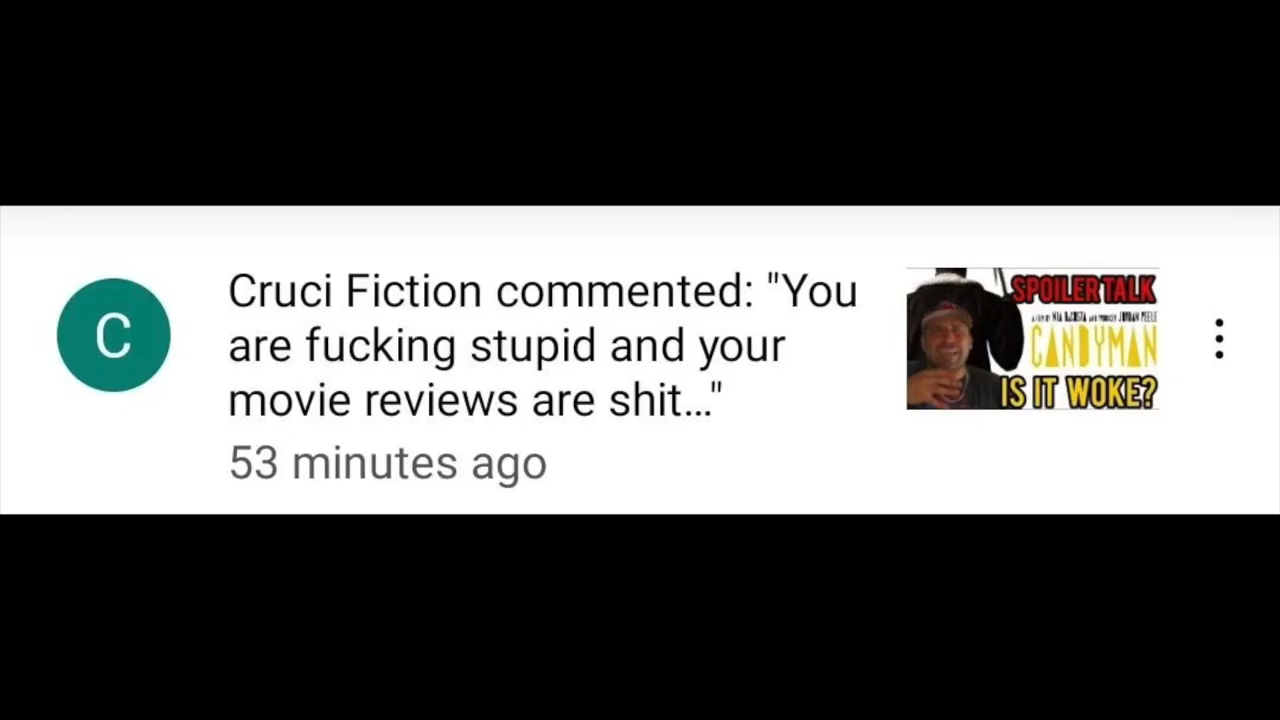 C
Cruci Fiction commented: "You
are fucking stupid and your
movie reviews are shit..."
53 minutes ago
SPOILER TALK
A FILM BY NIA DACOSTA AND PRODUCER JORDAN PEELE
CANDYMAN
IS IT WOKE?